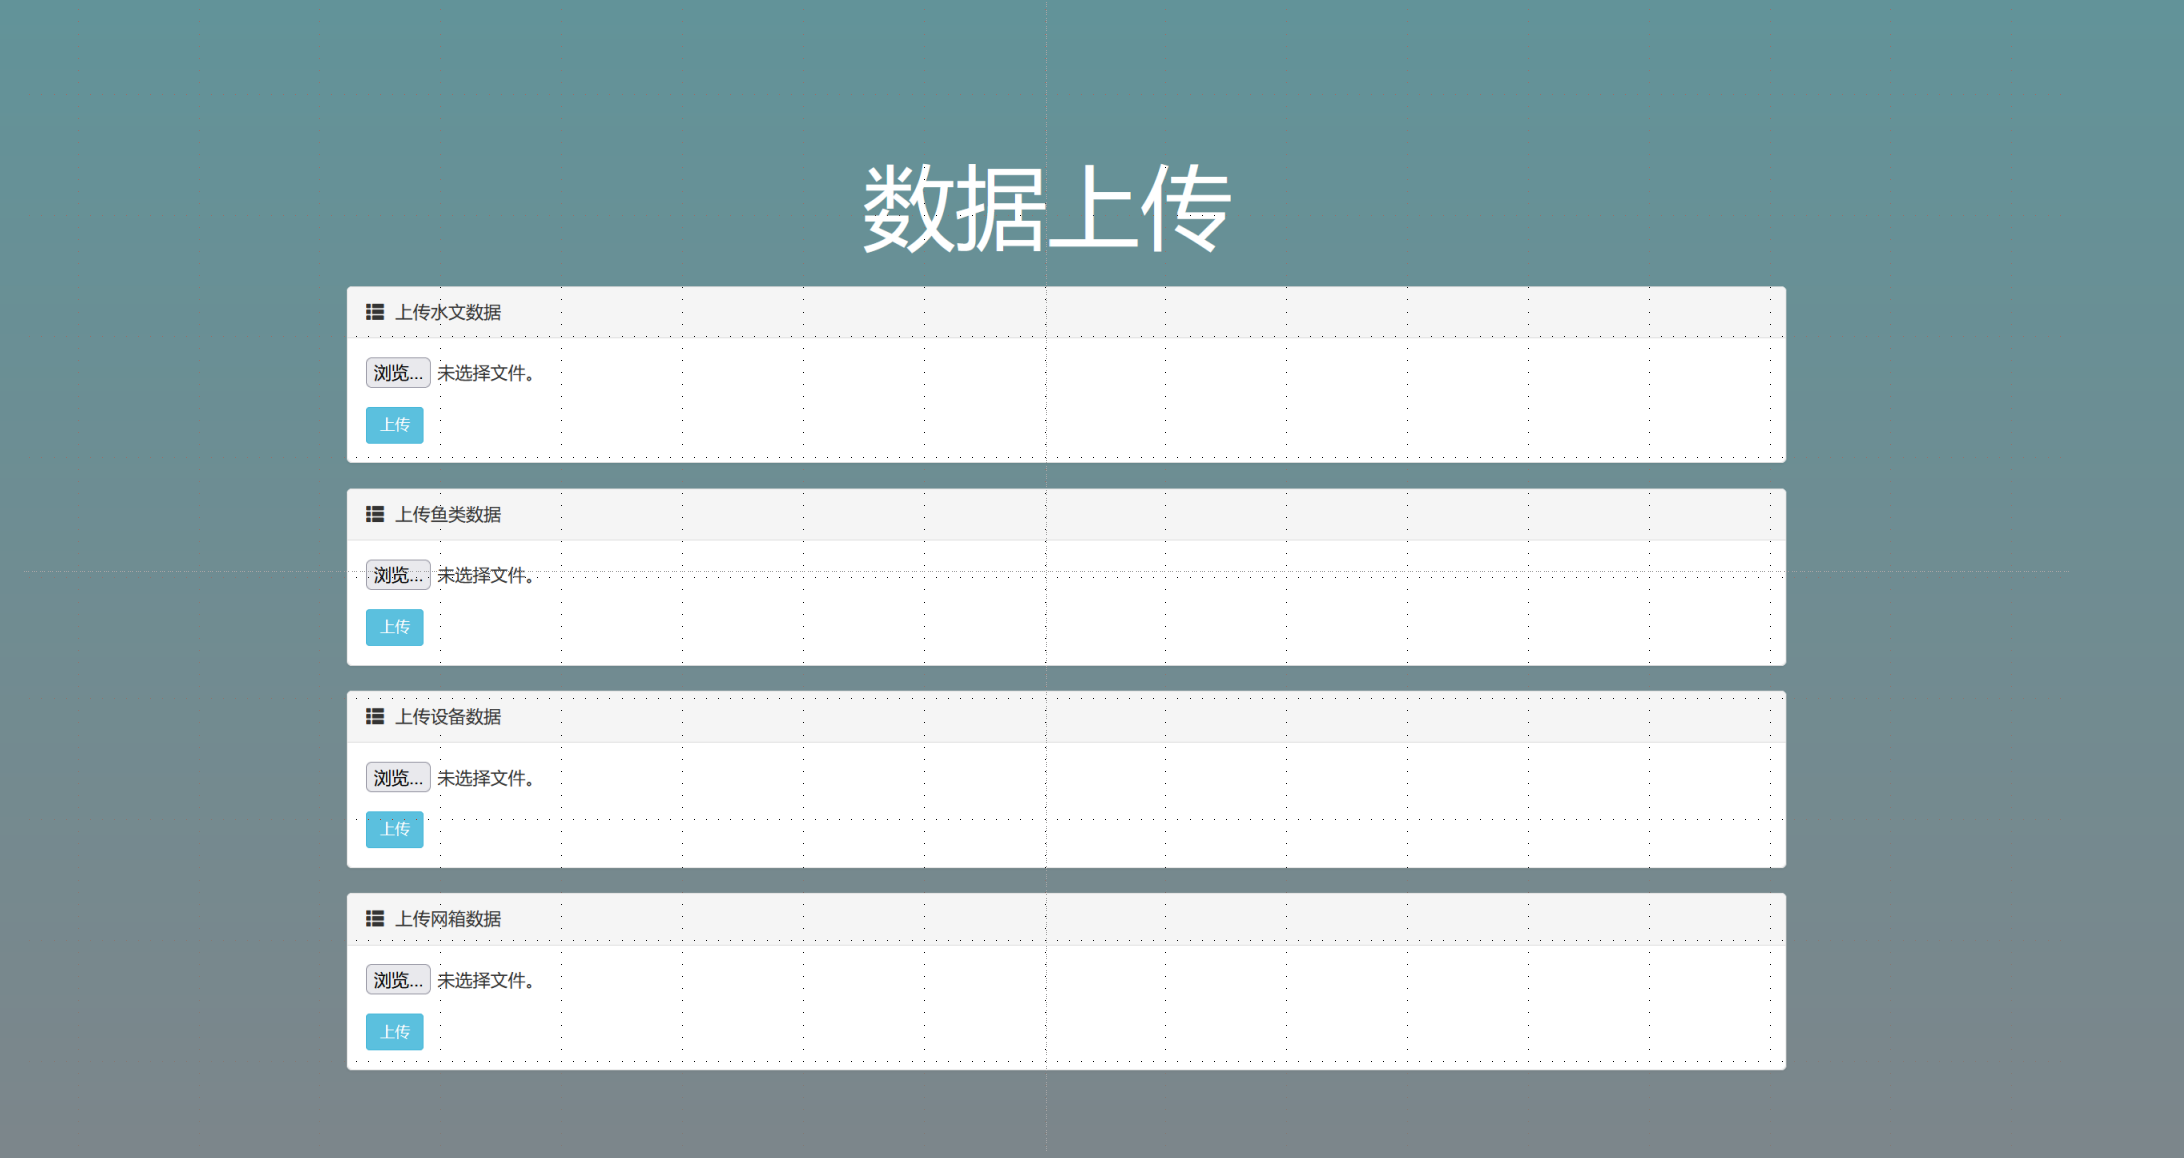 数据上传
上传水文数据
浏览... 未选择文件。
上传
上传鱼类数据
浏览... 未选择文件。
上传
上传设备数据
浏览... 未选择文件。
上传
上传网箱数据
浏览... 未选择文件。
上传